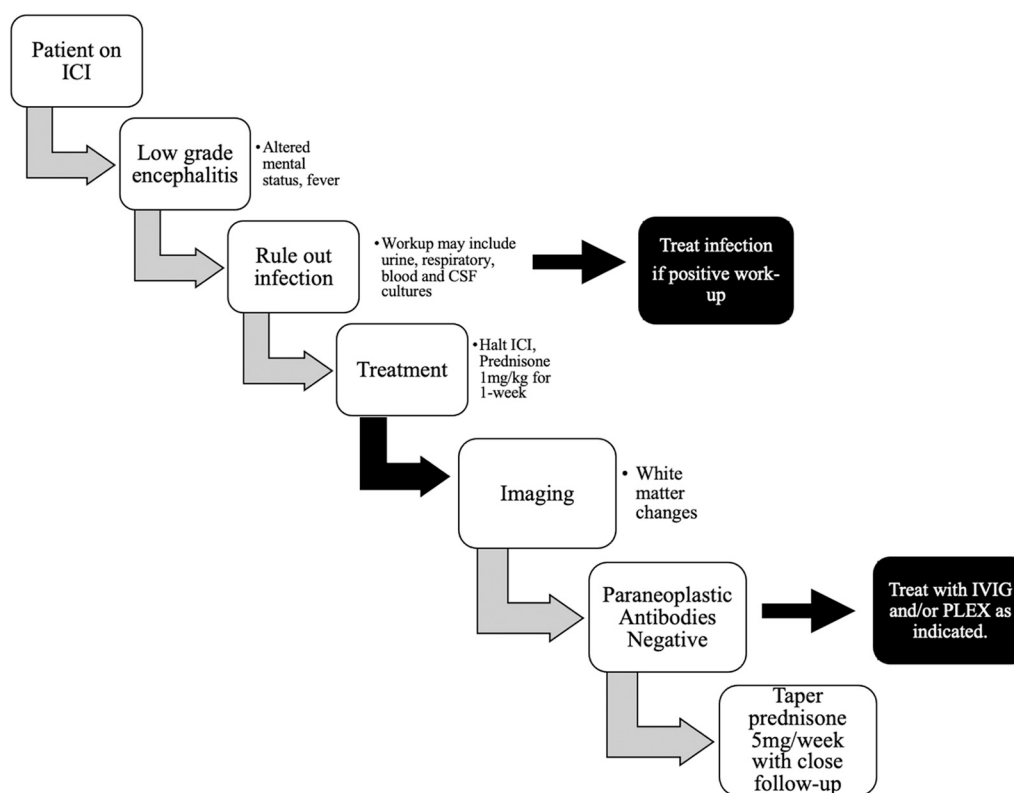 Patient on
ICI
Low grade
encephalitis
• Altered
mental
status, fever
Rule out
infection
• Workup may include
urine, respiratory,
blood and CSF
cultures
Treat infection
if positive work-
up
Treatment
• Halt ICI,
Prednisone
1mg/kg for
1-week
Imaging
• White
matter
changes
Paraneoplastic
Antibodies
Negative
Treat with IVIG
and/or PLEX as
indicated.
Taper
prednisone
5mg/week
with close
follow-up